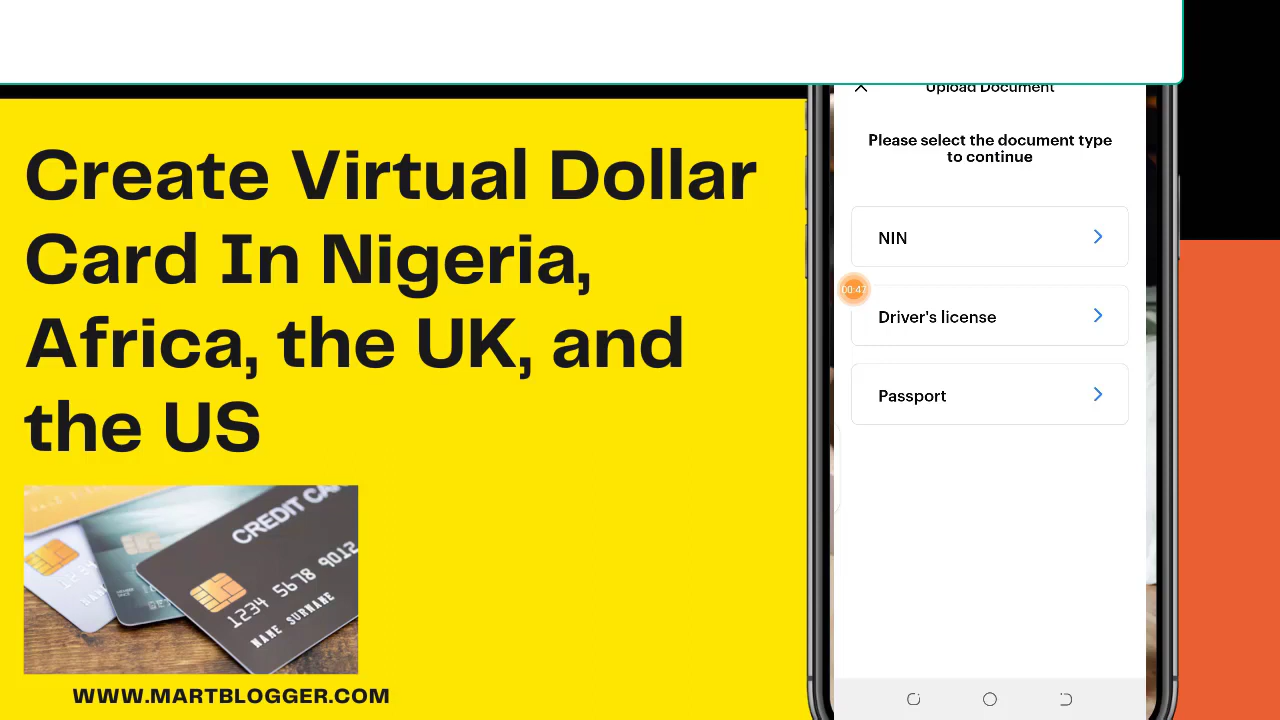 Create Virtual Dollar
Card In Nigeria,
Africa, the UK, and
the US
CREDIT
1234 5678 9012
NAME SURNAME
WWW.MARTBLOGGER.COM
Upload Document
Please select the document type
to continue
NIN
00:47
Driver's license
Passport